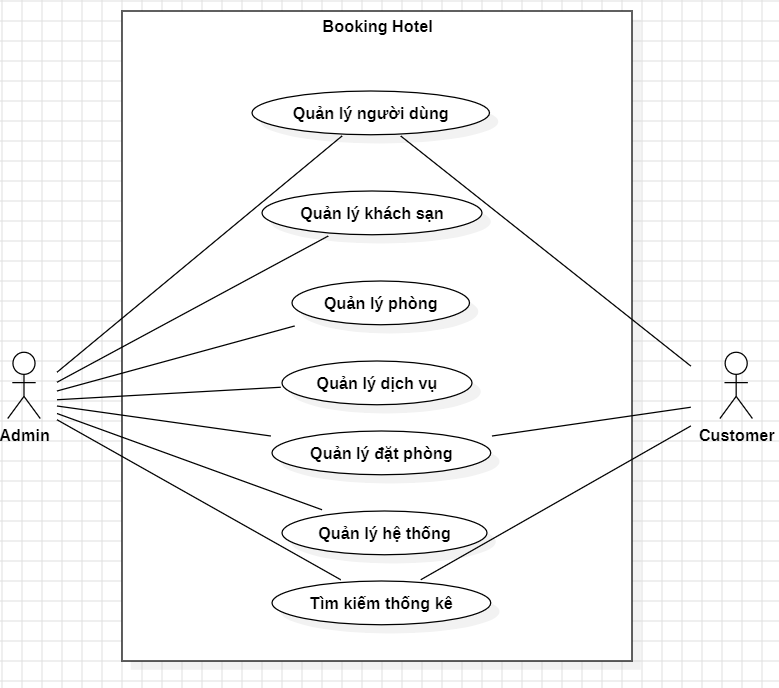 Booking Hotel
Quản lý người dùng
Quản lý khách sạn
Quản lý phòng
Quản lý dịch vụ
Quản lý đặt phòng
Quản lý hệ thống
Tìm kiếm thống kê
Admin
Customer